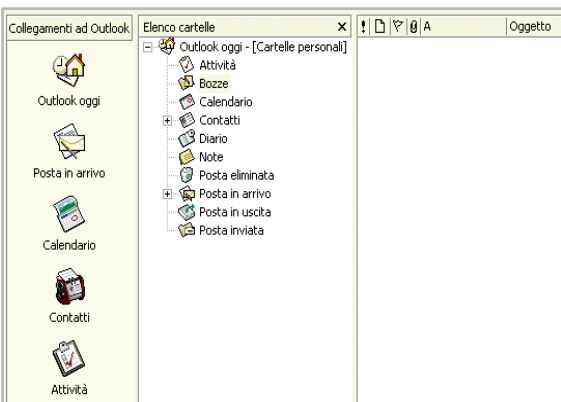 Collegamenti ad Outlook
Outlook oggi
Posta in arrivo
Calendario
Contatti
Attività
Elenco cartelle
Outlook oggi - [Cartelle personali]
Attività
Bozze
Calendario
Contatti
Diario
Note
Posta eliminata
Posta in arrivo
Posta in uscita
Posta inviata
! A Oggetto